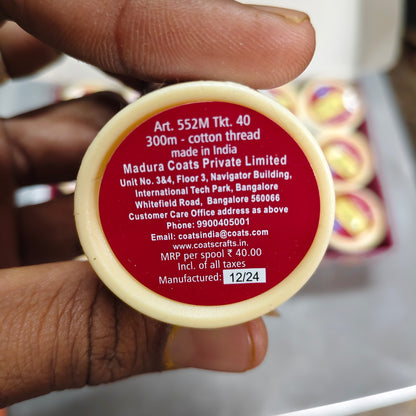 Art. 552M Tkt. 40
300m - cotton thread
made in India
Madura Coats Private Limited
Unit No. 3&4, Floor 3, Navigator Building,
International Tech Park, Bangalore
Whitefield Road, Bangalore 560066
Customer Care Office address as above
Phone: 9900405001
Email: coatsindia@coats.com
www.coatscrafts.in.
MRP per spool ₹ 40.00
Incl. of all taxes
Manufactured: 12/24